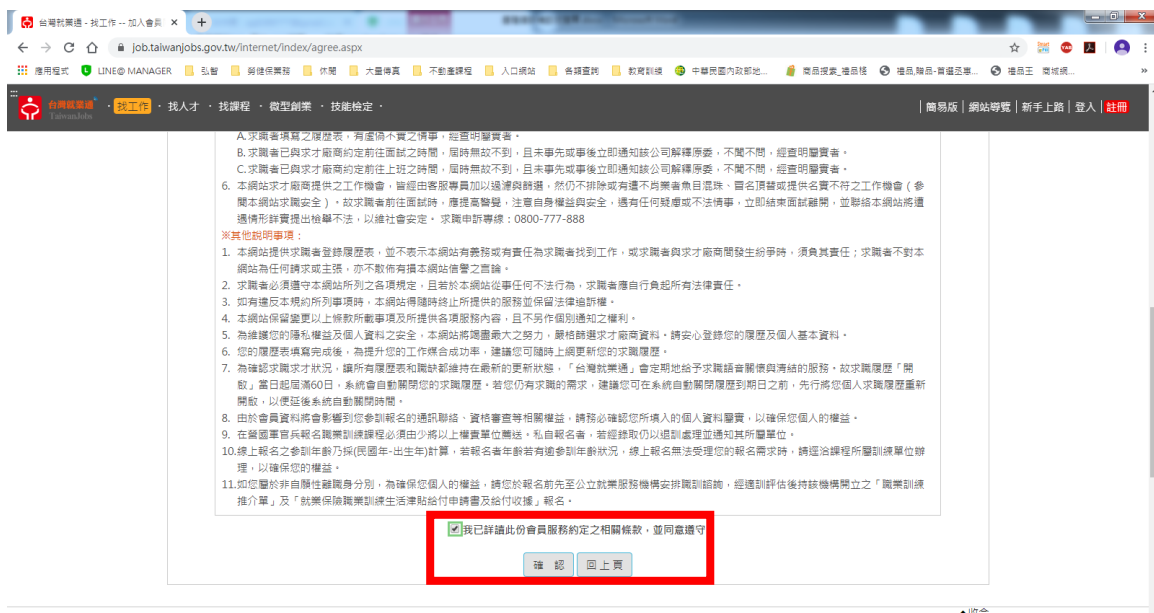 台灣就業通 - 找工作 -- 加入會員
job.taiwanjobs.gov.tw/internet/index/agree.aspx
應用程式 LINE@ MANAGER 弘智 勞健保業務 休閒 大量傳真 不動產課程 人口網站 各類查詢 教育訓練 中華民國內政部地... 商品搜索_禮品怪 禮品,贈品-首選丞惠... 禮品王 商城網... »
台灣就業通 TaiwanJobs ・找工作・找人才・找課程・微型創業・技能檢定・ │簡易版│網站導覽│新手上路│登入│註冊
A.求職者填寫之履歷表，有虛偽不實之情事，經查明屬實者。
B.求職者已與求才廠商約定前往面試之時間，屆時無故不到，且未事先或事後立即通知該公司解釋原委，不聞不問，經查明屬實者。
C.求職者已與求才廠商約定前往上班之時間，屆時無故不到，且未事先或事後立即通知該公司解釋原委，不聞不問，經查明屬實者。
6. 本網站求才廠商提供之工作機會，皆經由客服專員加以過濾與篩選，然仍不排除或有遭不肖業者魚目混珠、冒名頂替或提供名實不符之工作機會（參
閱本網站求職安全）。故求職者前往面試時，應提高警覺，注意自身權益與安全，遇有任何疑慮或不法情事，立即結束面試離開，並聯絡本網站將遭
遇情形詳實提出檢舉不法，以維社會安定。求職申訴專線：0800-777-888
※其他說明事項：
1. 本網站提供求職者登錄履歷表，並不表示本網站有義務或有責任為求職者找到工作，或求職者與求才廠商間發生紛爭時，須負其責任；求職者不對本
網站為任何請求或主張，亦不散佈有損本網站信譽之言論。
2. 求職者必須遵守本網站所列之各項規定，且若於本網站從事任何不法行為，求職者應自行負起所有法律責任。
3. 如有違反本規約所列事項時，本網站得隨時終止所提供的服務並保留法律追訴權。
4. 本網站保留變更以上條款所載事項及所提供各項服務內容，且不另作個別通知之權利。
5. 為維護您的隱私權益及個人資料之安全，本網站將竭盡最大之努力，嚴格篩選求才廠商資料。請安心登錄您的履歷及個人基本資料。
6. 您的履歷表填寫完成後，為提升您的工作媒合成功率，建議您可隨時上網更新您的求職履歷。
7. 為確認求職求才狀況，讓所有履歷表和職缺都維持在最新的更新狀態，「台灣就業通」會定期地給予求職語音關懷與清結的服務。故求職履歷「開
啟」當日起屆滿60日，系統會自動關閉您的求職履歷。若您仍有求職的需求，建議您可在系統自動關閉履歷到期日之前，先行將您個人求職履歷重新
開啟，以便延後系統自動關閉時間。
8. 由於會員資料將會影響到您參訓報名的通訊聯絡、資格審查等相關權益，請務必確認您所填入的個人資料屬實，以確保您個人的權益。
9. 在營國軍官兵報名職業訓練課程必須由少將以上權責單位薦送。私自報名者，若經錄取仍以退訓處理並通知其所屬單位。
10.線上報名之參訓年齡乃採(民國年-出生年)計算，若報名者年齡若有逾參訓年齡狀況，線上報名無法受理您的報名需求時，請逕洽課程所屬訓練單位辦
理，以確保您的權益。
11.如您屬於非自願性離職身分別，為確保您個人的權益，請您於報名前先至公立就業服務機構安排職訓諮詢，經適訓評估後持該機構開立之「職業訓練
推介單」及「就業保險職業訓練生活津貼給付申請書及給付收據」報名。
我已詳讀此份會員服務約定之相關條款，並同意遵守
確 認 回上頁